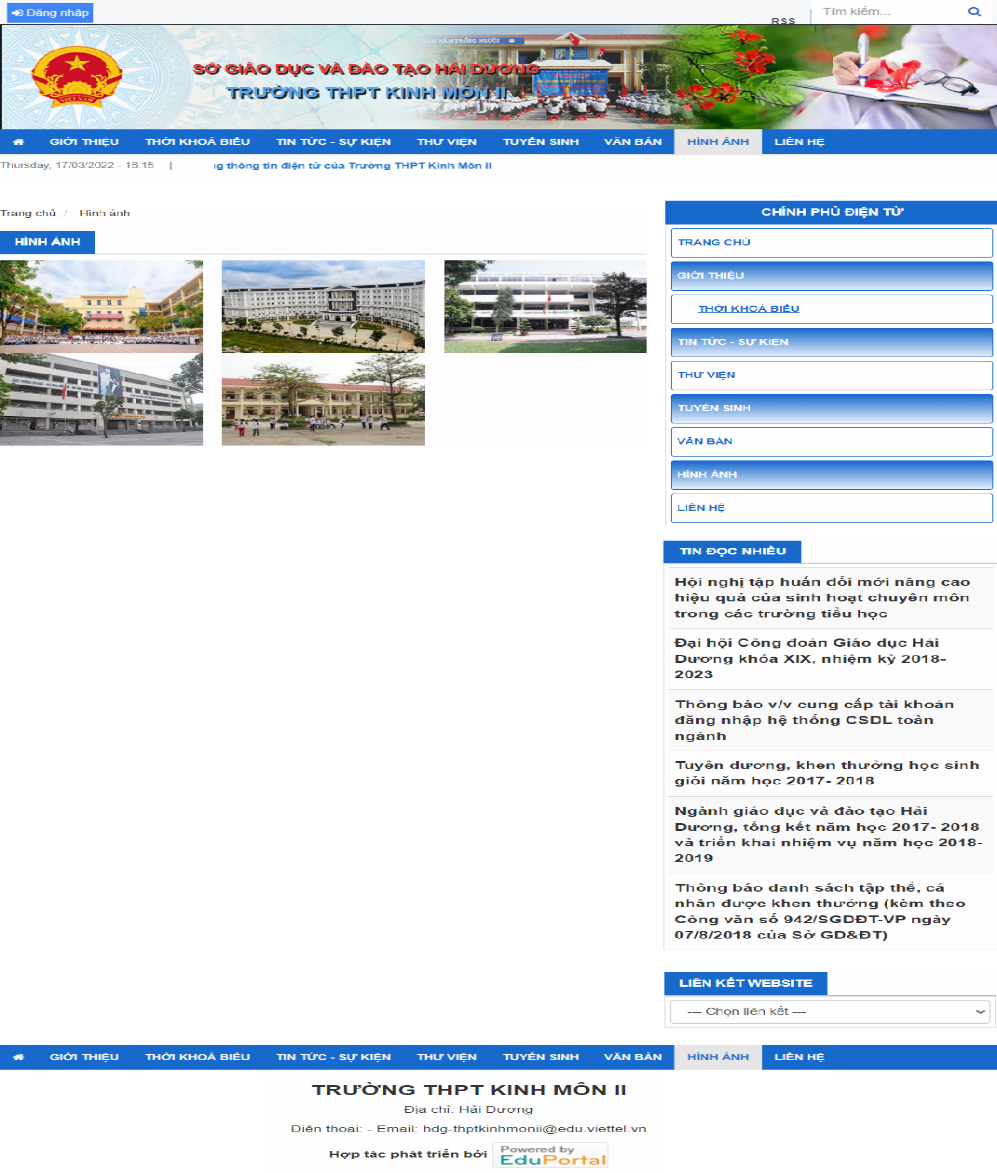 Đăng nhập
RSS
Tìm kiếm...
VIỆT NAM
SỞ GIÁO DỤC VÀ ĐÀO TẠO HẢI DƯƠNG
TRƯỜNG THPT KINH MÔN II
GIỚI THIỆU THỜI KHOÁ BIỂU TIN TỨC - SỰ KIỆN THƯ VIỆN TUYỂN SINH VĂN BẢN HÌNH ẢNH LIÊN HỆ
Thursday, 17/03/2022 - 16:15 | g thông tin điện tử của Trường THPT Kinh Môn II
Trang chủ / Hình ảnh
HÌNH ẢNH
CHÍNH PHỦ ĐIỆN TỬ
TRANG CHỦ
GIỚI THIỆU
THỜI KHOÁ BIỂU
TIN TỨC - SỰ KIỆN
THƯ VIỆN
TUYỂN SINH
VĂN BẢN
HÌNH ẢNH
LIÊN HỆ
TIN ĐỌC NHIỀU
Hội nghị tập huấn đổi mới nâng cao
hiệu quả của sinh hoạt chuyên môn
trong các trường tiểu học
Đại hội Công đoàn Giáo dục Hải
Dương khóa XIX, nhiệm kỳ 2018-
2023
Thông báo v/v cung cấp tài khoản
đăng nhập hệ thống CSDL toàn
ngành
Tuyên dương, khen thưởng học sinh
giỏi năm học 2017- 2018
Ngành giáo dục và đào tạo Hải
Dương, tổng kết năm học 2017- 2018
và triển khai nhiệm vụ năm học 2018-
2019
Thông báo danh sách tập thể, cá
nhân được khen thưởng (kèm theo
Công văn số 942/SGDĐT-VP ngày
07/8/2018 của Sở GD&ĐT)
LIÊN KẾT WEBSITE
--- Chọn liên kết ---
GIỚI THIỆU THỜI KHOÁ BIỂU TIN TỨC - SỰ KIỆN THƯ VIỆN TUYỂN SINH VĂN BẢN HÌNH ẢNH LIÊN HỆ
TRƯỜNG THPT KINH MÔN II
Địa chỉ: Hải Dương
Điện thoại: - Email: hdg-thptkinhmonii@edu.viettel.vn
Hợp tác phát triển bởi Powered by
EduPortal